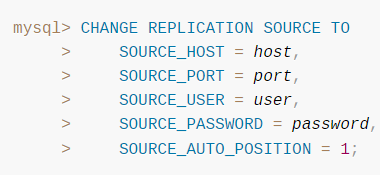 mysql> CHANGE REPLICATION SOURCE TO
     >     SOURCE_HOST = host,
     >     SOURCE_PORT = port,
     >     SOURCE_USER = user,
     >     SOURCE_PASSWORD = password,
     >     SOURCE_AUTO_POSITION = 1;